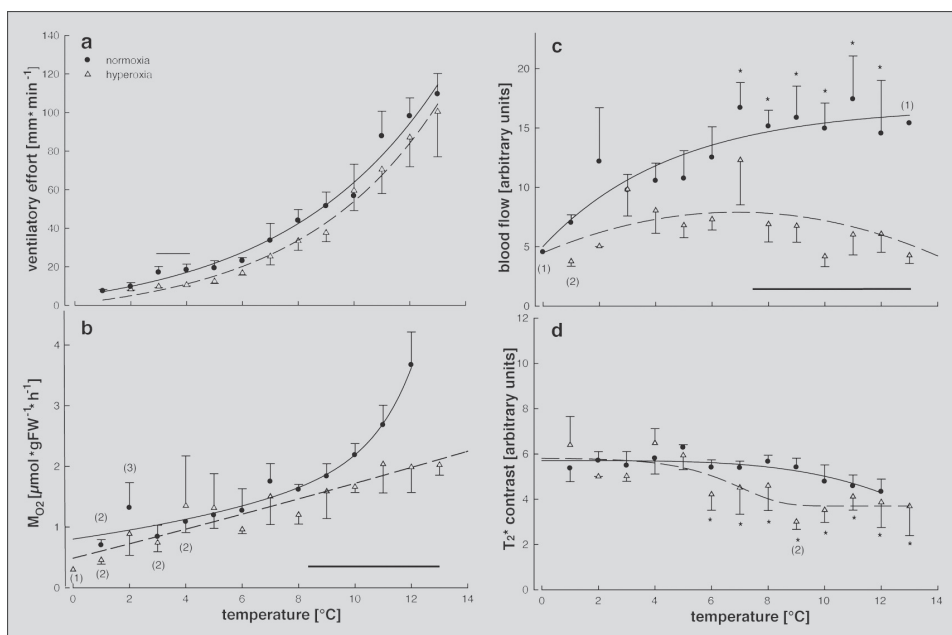 a
normoxia
hyperoxia
ventilatory effort [mm*min-1]
140
120
100
80
60
40
20
0
b
MO2 [µmol*gFW-1*h-1]
4
3
2
1
0
(3)
(2)
(2)
(2)
(1)
(2)
0 2 4 6 8 10 12 14
temperature [°C]
c
blood flow [arbitrary units]
20
15
10
5
0
(1)
(2)
(1)
* * * * * *
d
T2* contrast [arbitrary units]
12
10
8
6
4
2
0
* * * * * * * *
(2)
0 2 4 6 8 10 12 14
temperature [°C]